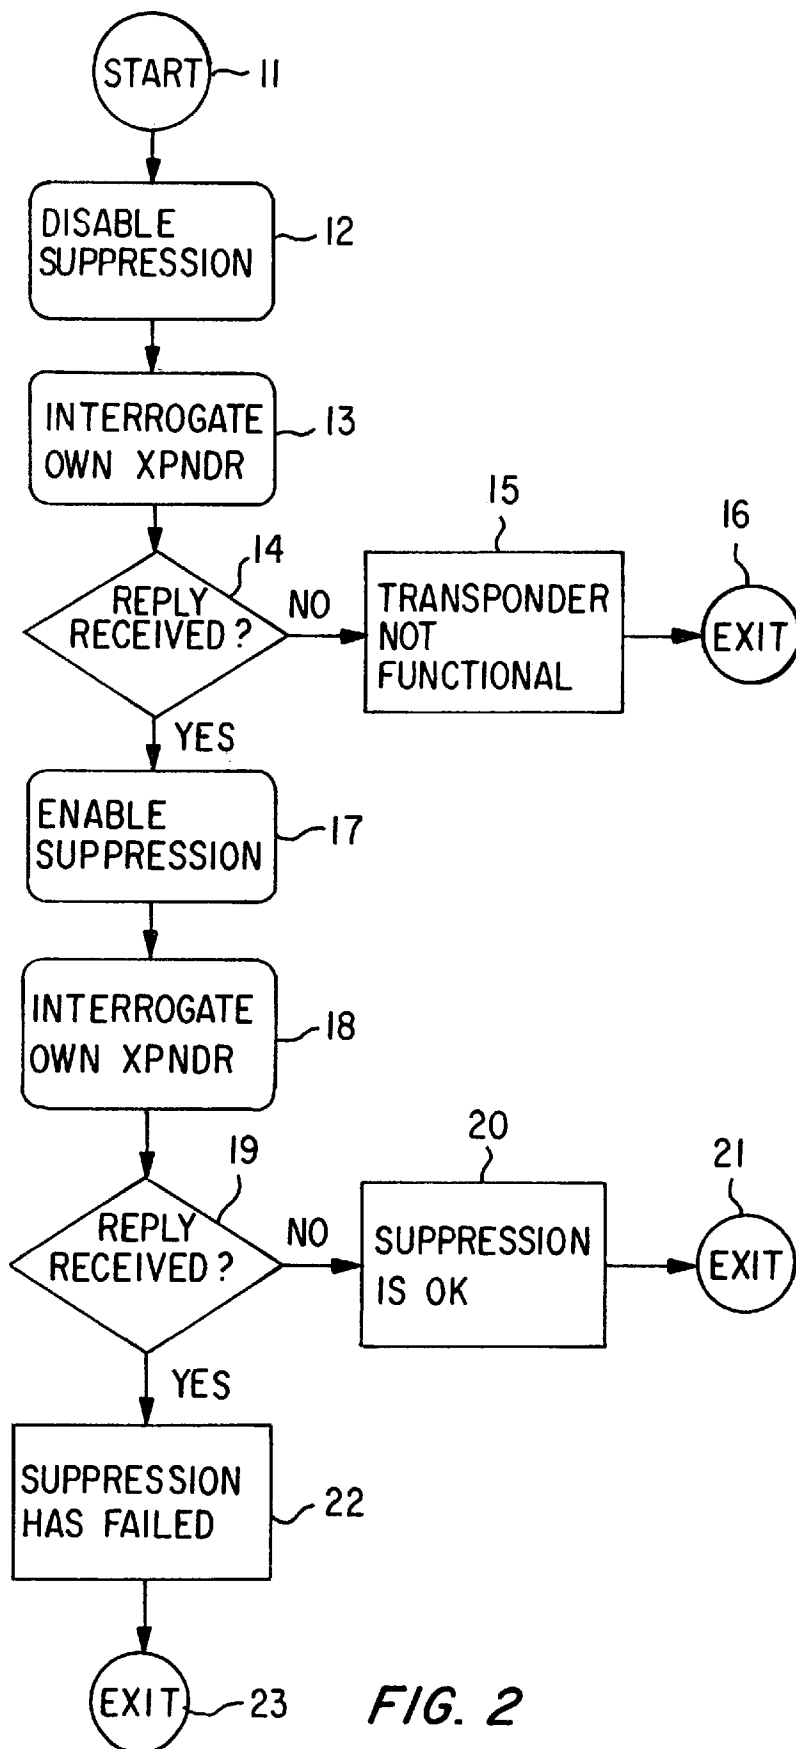 START
11
DISABLE
SUPPRESSION
12
INTERROGATE
OWN XPNDR
13
14
REPLY
RECEIVED?
NO
15
TRANSPONDER
NOT
FUNCTIONAL
16
EXIT
YES
ENABLE
SUPPRESSION
17
INTERROGATE
OWN XPNDR
18
19
REPLY
RECEIVED?
NO
20
SUPPRESSION
IS OK
21
EXIT
YES
SUPPRESSION
HAS FAILED
22
EXIT
23
FIG. 2